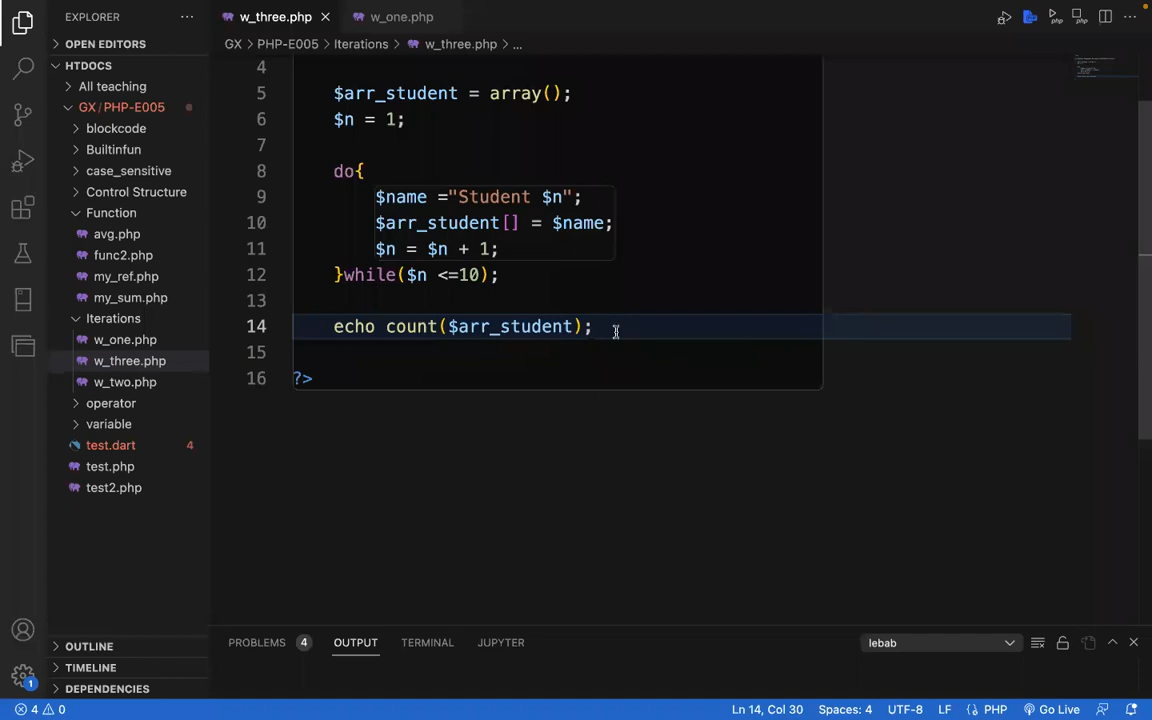 EXPLORER
w_three.php
w_one.php
OPEN EDITORS
GX
PHP-E005
Iterations
w_three.php
...
HTDOCS
All teaching
GX / PHP-E005
blockcode
Builtinfun
case_sensitive
Control Structure
Function
avg.php
func2.php
my_ref.php
my_sum.php
Iterations
w_one.php
w_three.php
w_two.php
operator
variable
test.dart
4
test.php
test2.php
OUTLINE
TIMELINE
DEPENDENCIES
4
5 $arr_student = array();
6 $n = 1;
7
8 do{
9 $name ="Student $n";
10 $arr_student[] = $name;
11 $n = $n + 1;
12 }while($n <=10);
13
14 echo count($arr_student);
15
16 ?>
PROBLEMS 4 OUTPUT TERMINAL JUPYTER
lebab
1
4 0
Ln 14, Col 30 Spaces: 4 UTF-8 LF {} PHP Go Live